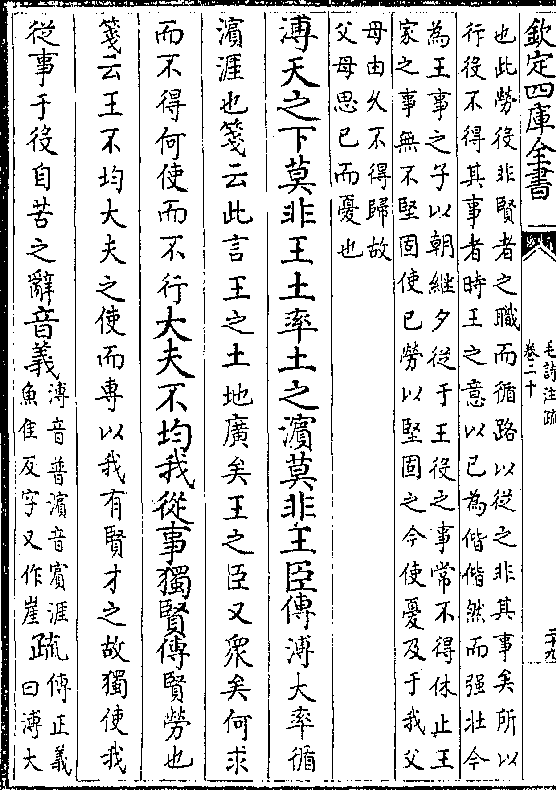 欽定四庫全書
毛詩注疏
卷二十
二十九
也此勞役非賢者之職而循路以從之非其事矣所以
行役不得其事者時王之意以已為偕偕然而强壯今
為王事之子以朝繼夕從于王役之事常不得休止王
家之事無不堅固使已勞以堅固之今使憂及于我父
母由久不得歸故
父母思已而憂也
溥天之下莫非王土率土之濱莫非王臣傳溥大率循
濱涯也箋云此言王之土地廣矣王之臣又衆矣何求
而不得何使而不行大夫不均我從事獨賢傳賢勞也
箋云王不均大夫之使而專以我有賢才之故獨使我
從事于役自苦之辭音義溥音普濱音賓涯
魚佳反字又作崖疏傳正義
曰溥大